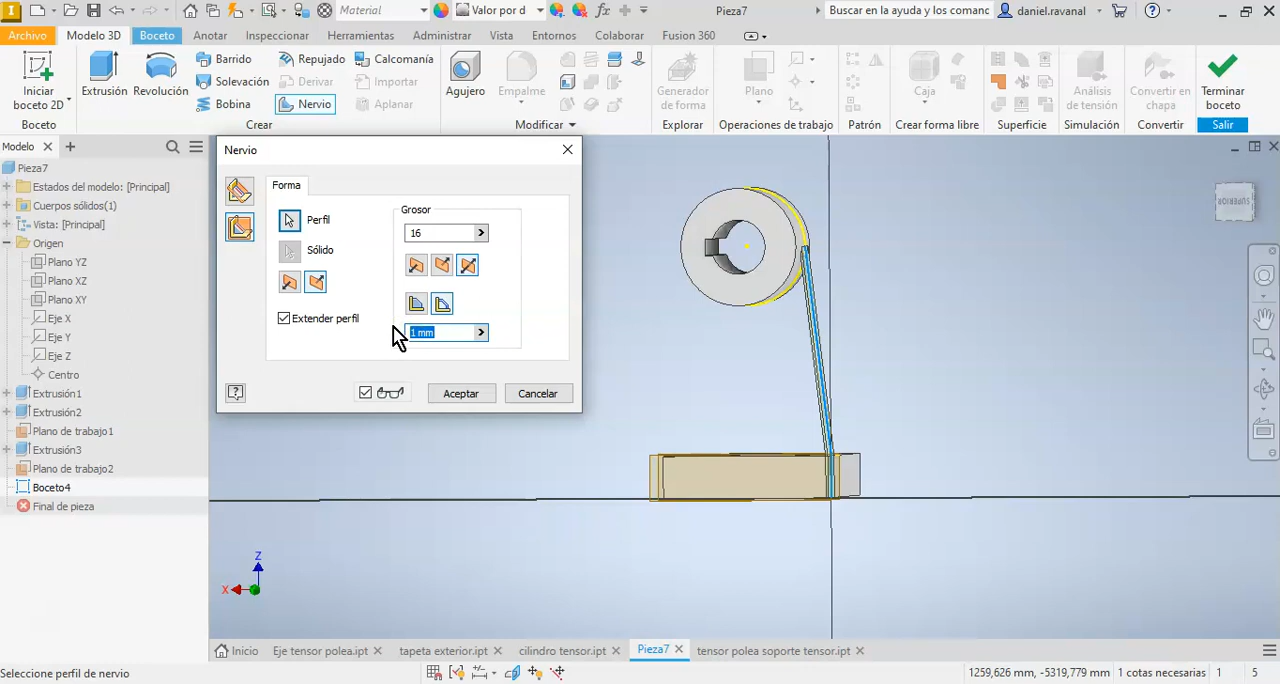 Material
Valor por d
Pieza7
Buscar en la ayuda y los comanc
daniel.ravanal
Archivo
Modelo 3D
Boceto
Anotar
Inspeccionar
Herramientas
Administrar
Vista
Entornos
Colaborar
Fusion 360
Iniciar
boceto 2D
Boceto
Extrusión
Revolución
Barrido
Solevación
Bobina
Repujado
Derivar
Nervio
Calcomanía
Importar
Aplanar
Crear
Agujero
Empalme
Modificar
Generador
de forma
Explorar
Plano
Operaciones de trabajo
Patrón
Caja
Crear forma libre
Superficie
Análisis
de tensión
Simulación
Convertir en
chapa
Convertir
Terminar
boceto
Salir
Modelo
Pieza7
Estados del modelo: [Principal]
Cuerpos sólidos(1)
Vista: [Principal]
Origen
Plano YZ
Plano XZ
Plano XY
Eje X
Eje Y
Eje Z
Centro
Extrusión1
Extrusión2
Plano de trabajo1
Extrusión3
Plano de trabajo2
Boceto4
Final de pieza
Nervio
Forma
Perfil
Sólido
Extender perfil
Grosor
16
1 mm
Aceptar
Cancelar
SUPERIOR
Z
X
Inicio
Eje tensor polea.ipt
tapeta exterior.ipt
cilindro tensor.ipt
Pieza7
tensor polea soporte tensor.ipt
Seleccione perfil de nervio
1259,626 mm, -5319,779 mm
1 cotas necesarias
1
5